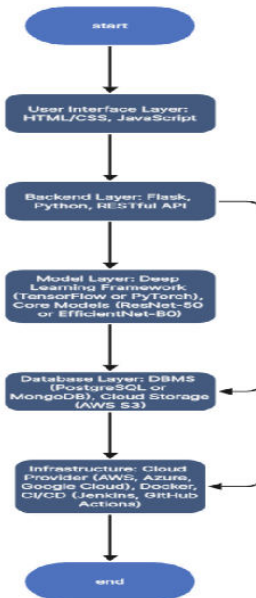 start
User Interface Layer:
HTML/CSS, JavaScript
Backend Layer: Flask,
Python, RESTful API
Model Layer: Deep
Learning Framework
(TensorFlow or PyTorch),
Core Models (ResNet-50
or EfficientNet-B0)
Database Layer: DBMS
(PostgreSQL or
MongoDB), Cloud Storage
(AWS S3)
Infrastructure: Cloud
Provider (AWS, Azure,
Google Cloud), Docker,
CI/CD (Jenkins, GitHub
Actions)
end